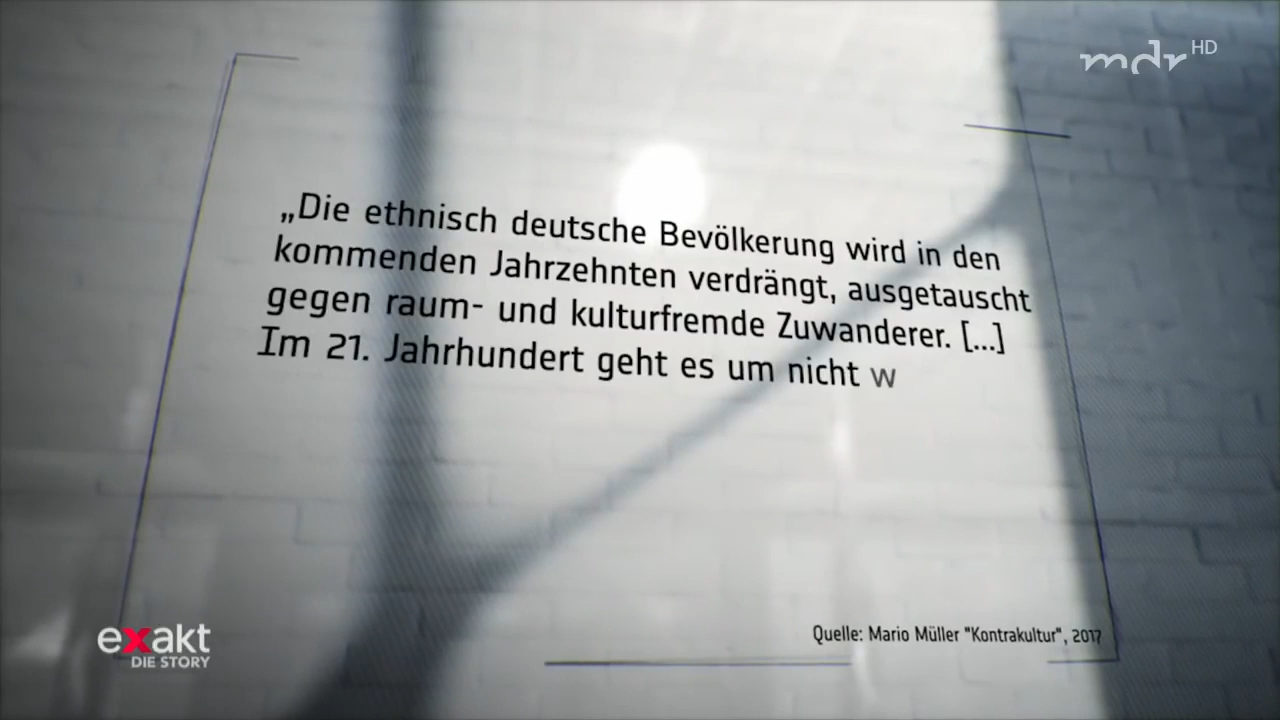 mdr HD
„Die ethnisch deutsche Bevölkerung wird in den
kommenden Jahrzehnten verdrängt, ausgetauscht
gegen raum- und kulturfremde Zuwanderer. [...]
Im 21. Jahrhundert geht es um nicht w
Quelle: Mario Müller "Kontrakultur", 2017
exakt
DIE STORY